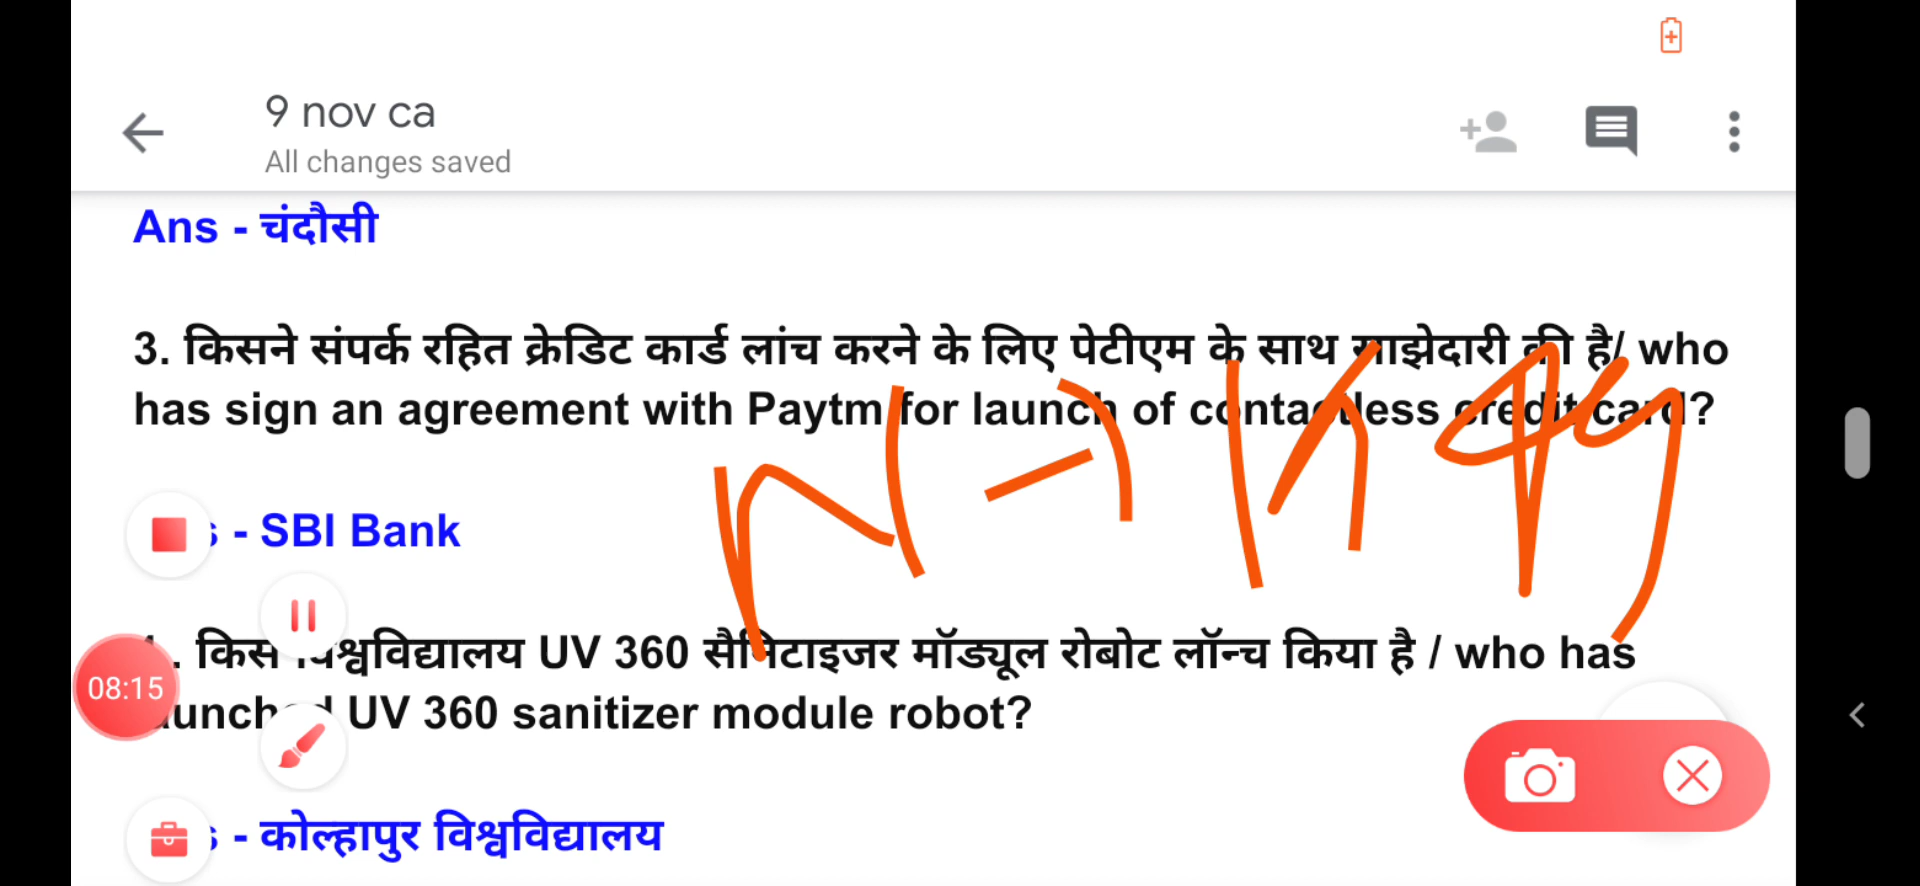 9 nov ca
All changes saved
Ans - चंदौसी
3. किसने संपर्क रहित क्रेडिट कार्ड लांच करने के लिए पेटीएम के साथ साझेदारी की है/ who
has sign an agreement with Paytm for launch of contactless credit card?
- SBI Bank
किस UV 360 सैनिटाइजर मॉड्यूल रोबोट लॉन्च किया है / who has
08:15
UV 360 sanitizer module robot?
- कोल्हापुर विश्वविद्यालय